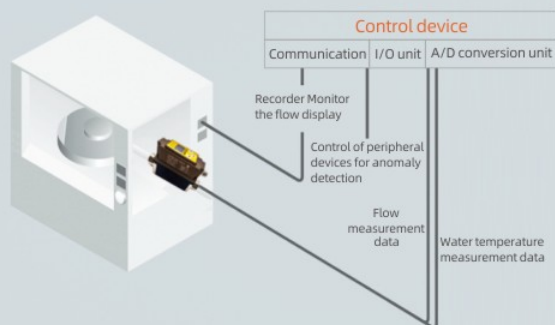 Control device
Communication
I/O unit
A/D conversion unit
Recorder Monitor
the flow display
Control of peripheral
devices for anomaly
detection
Flow
measurement
data
Water temperature
measurement data